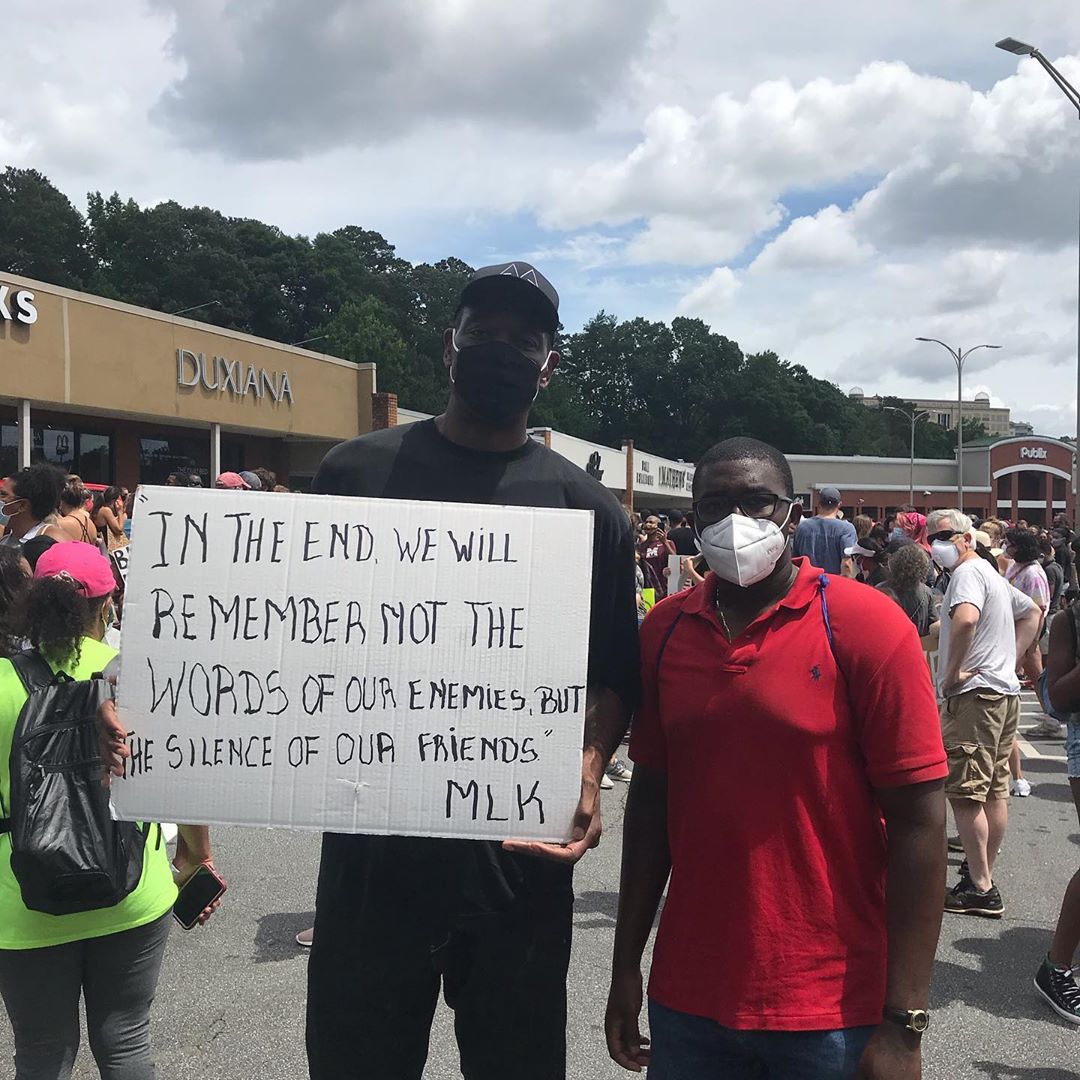 KS
DUXIANA
Publix
"IN THE END, WE WILL
REMEMBER NOT THE
WORDS OF OUR ENEMIES, BUT
THE SILENCE OF OUR FRIENDS"
MLK